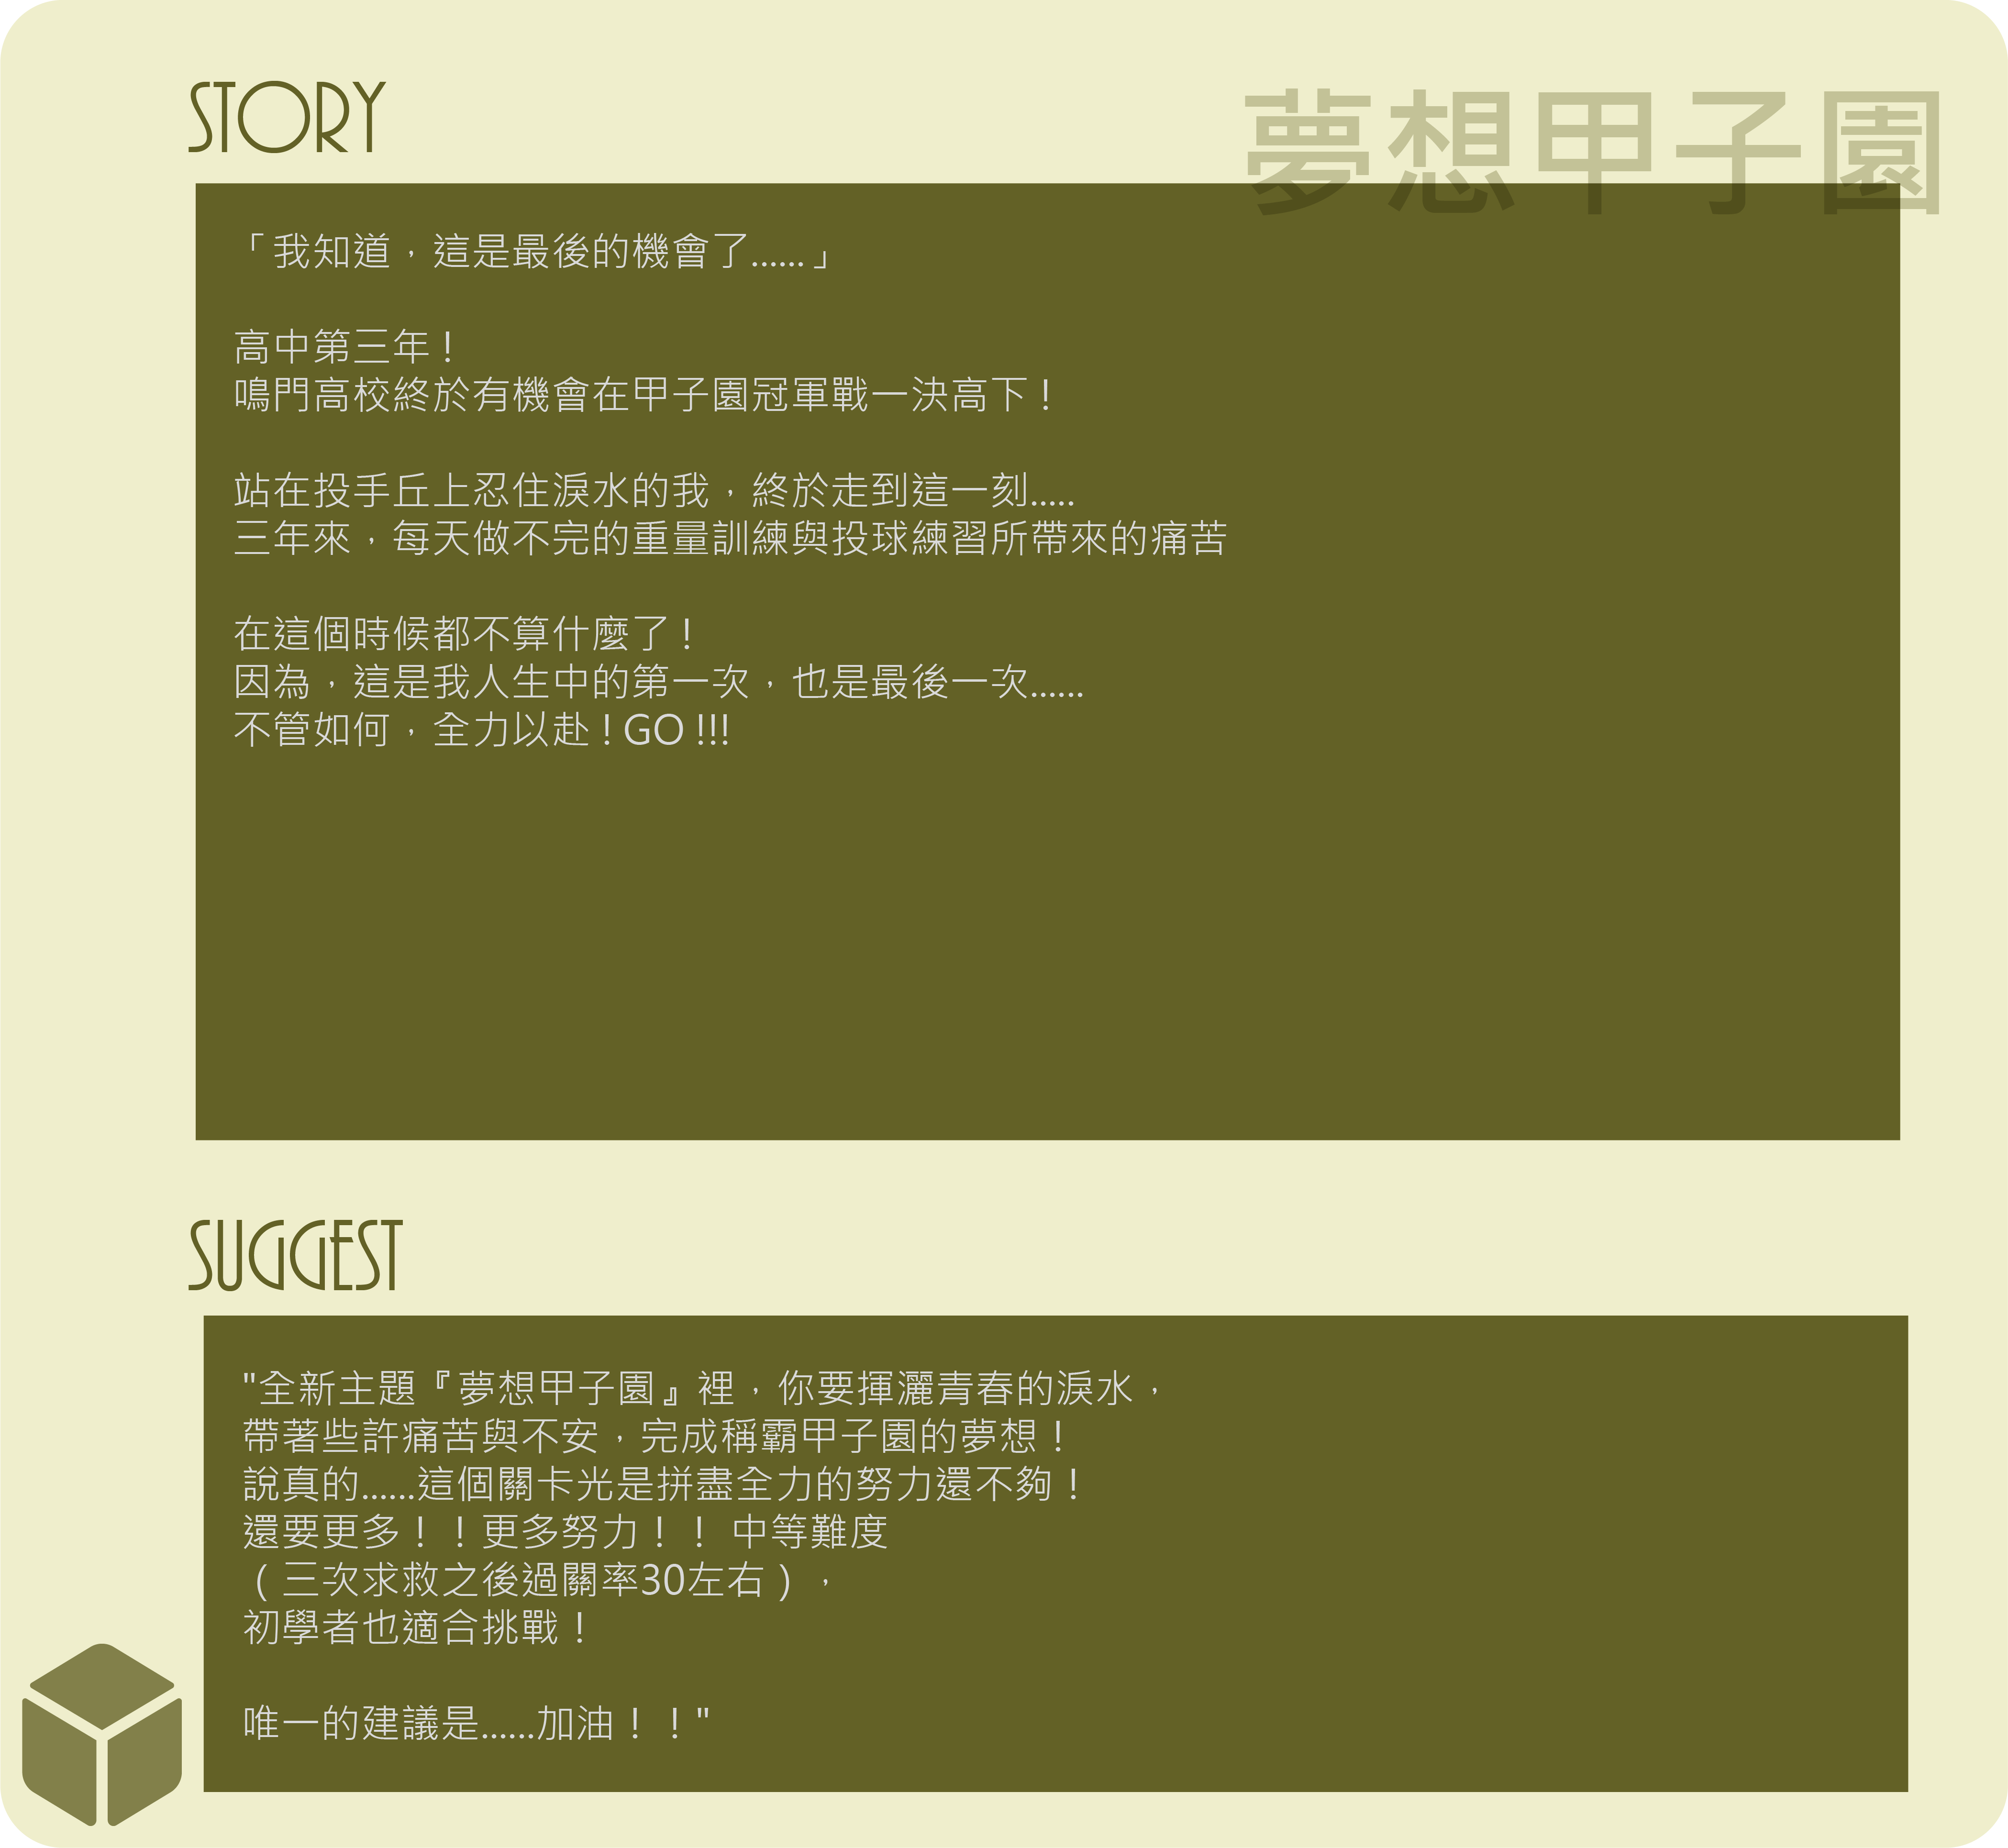 STORY
夢想甲子園
「我知道，這是最後的機會了......」
高中第三年！
鳴門高校終於有機會在甲子園冠軍戰一決高下！
站在投手丘上忍住淚水的我，終於走到這一刻.....
三年來，每天做不完的重量訓練與投球練習所帶來的痛苦
在這個時候都不算什麼了！
因為，這是我人生中的第一次，也是最後一次......
不管如何，全力以赴！GO !!!
SUGGEST
"全新主題『夢想甲子園』裡，你要揮灑青春的淚水，
帶著些許痛苦與不安，完成稱霸甲子園的夢想！
說真的......這個關卡光是拼盡全力的努力還不夠！
還要更多！！更多努力！！ 中等難度
（三次求救之後過關率30左右），
初學者也適合挑戰！
唯一的建議是......加油！！"